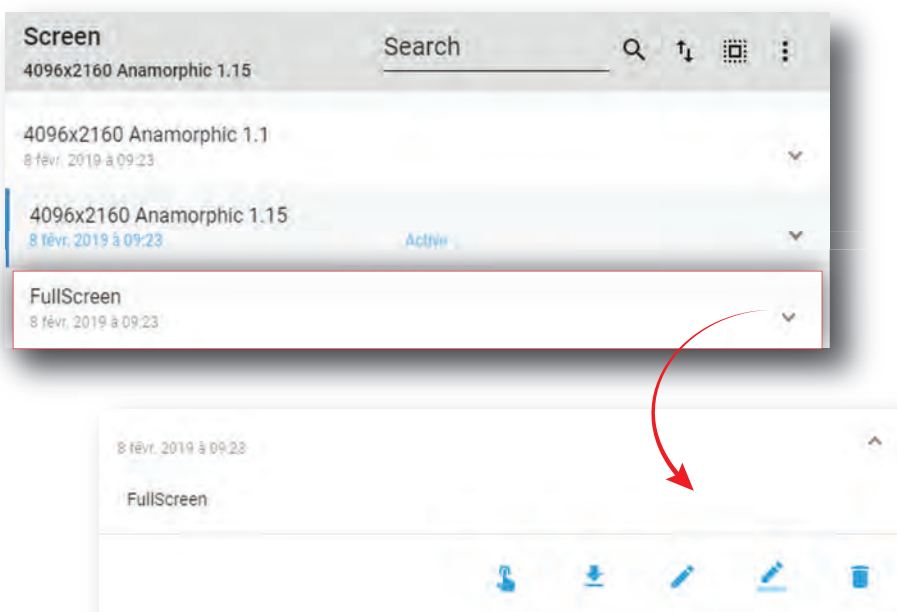 Screen
Search
4096x2160 Anamorphic 1.15
4096x2160 Anamorphic 1.1
8 févr. 2019 à 09:23
4096x2160 Anamorphic 1.15
8 févr. 2019 à 09:23 Active
FullScreen
8 févr. 2019 à 09:23
8 févr. 2019 à 09:23
FullScreen